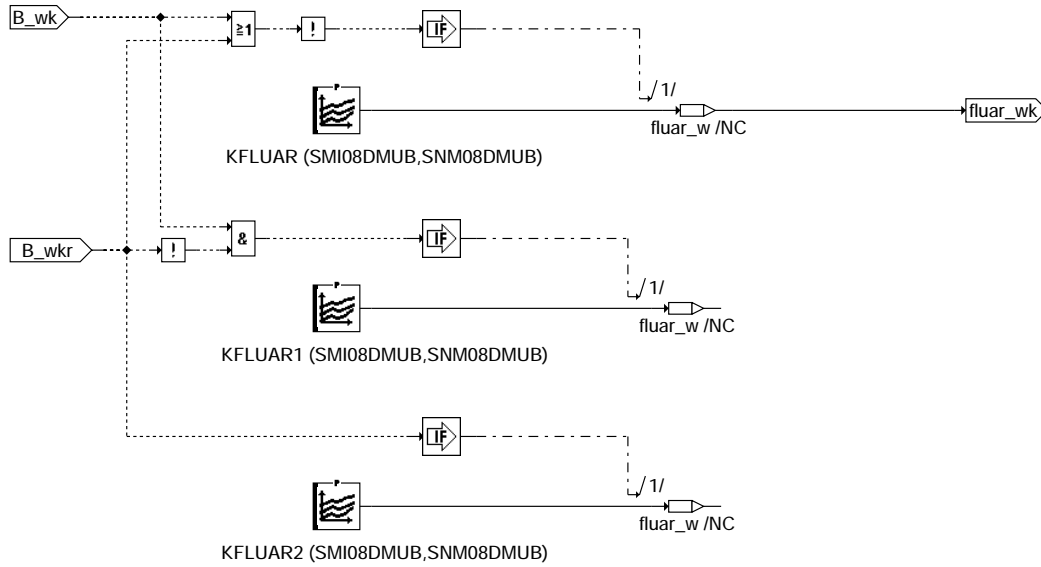 B_wk
≥1
!
IF
P
/1/
fluar_w /NC
fluar_wk
KFLUAR (SMI08DMUB,SNM08DMUB)
B_wkr
!
&
IF
P
/1/
fluar_w /NC
KFLUAR1 (SMI08DMUB,SNM08DMUB)
IF
P
/1/
fluar_w /NC
KFLUAR2 (SMI08DMUB,SNM08DMUB)